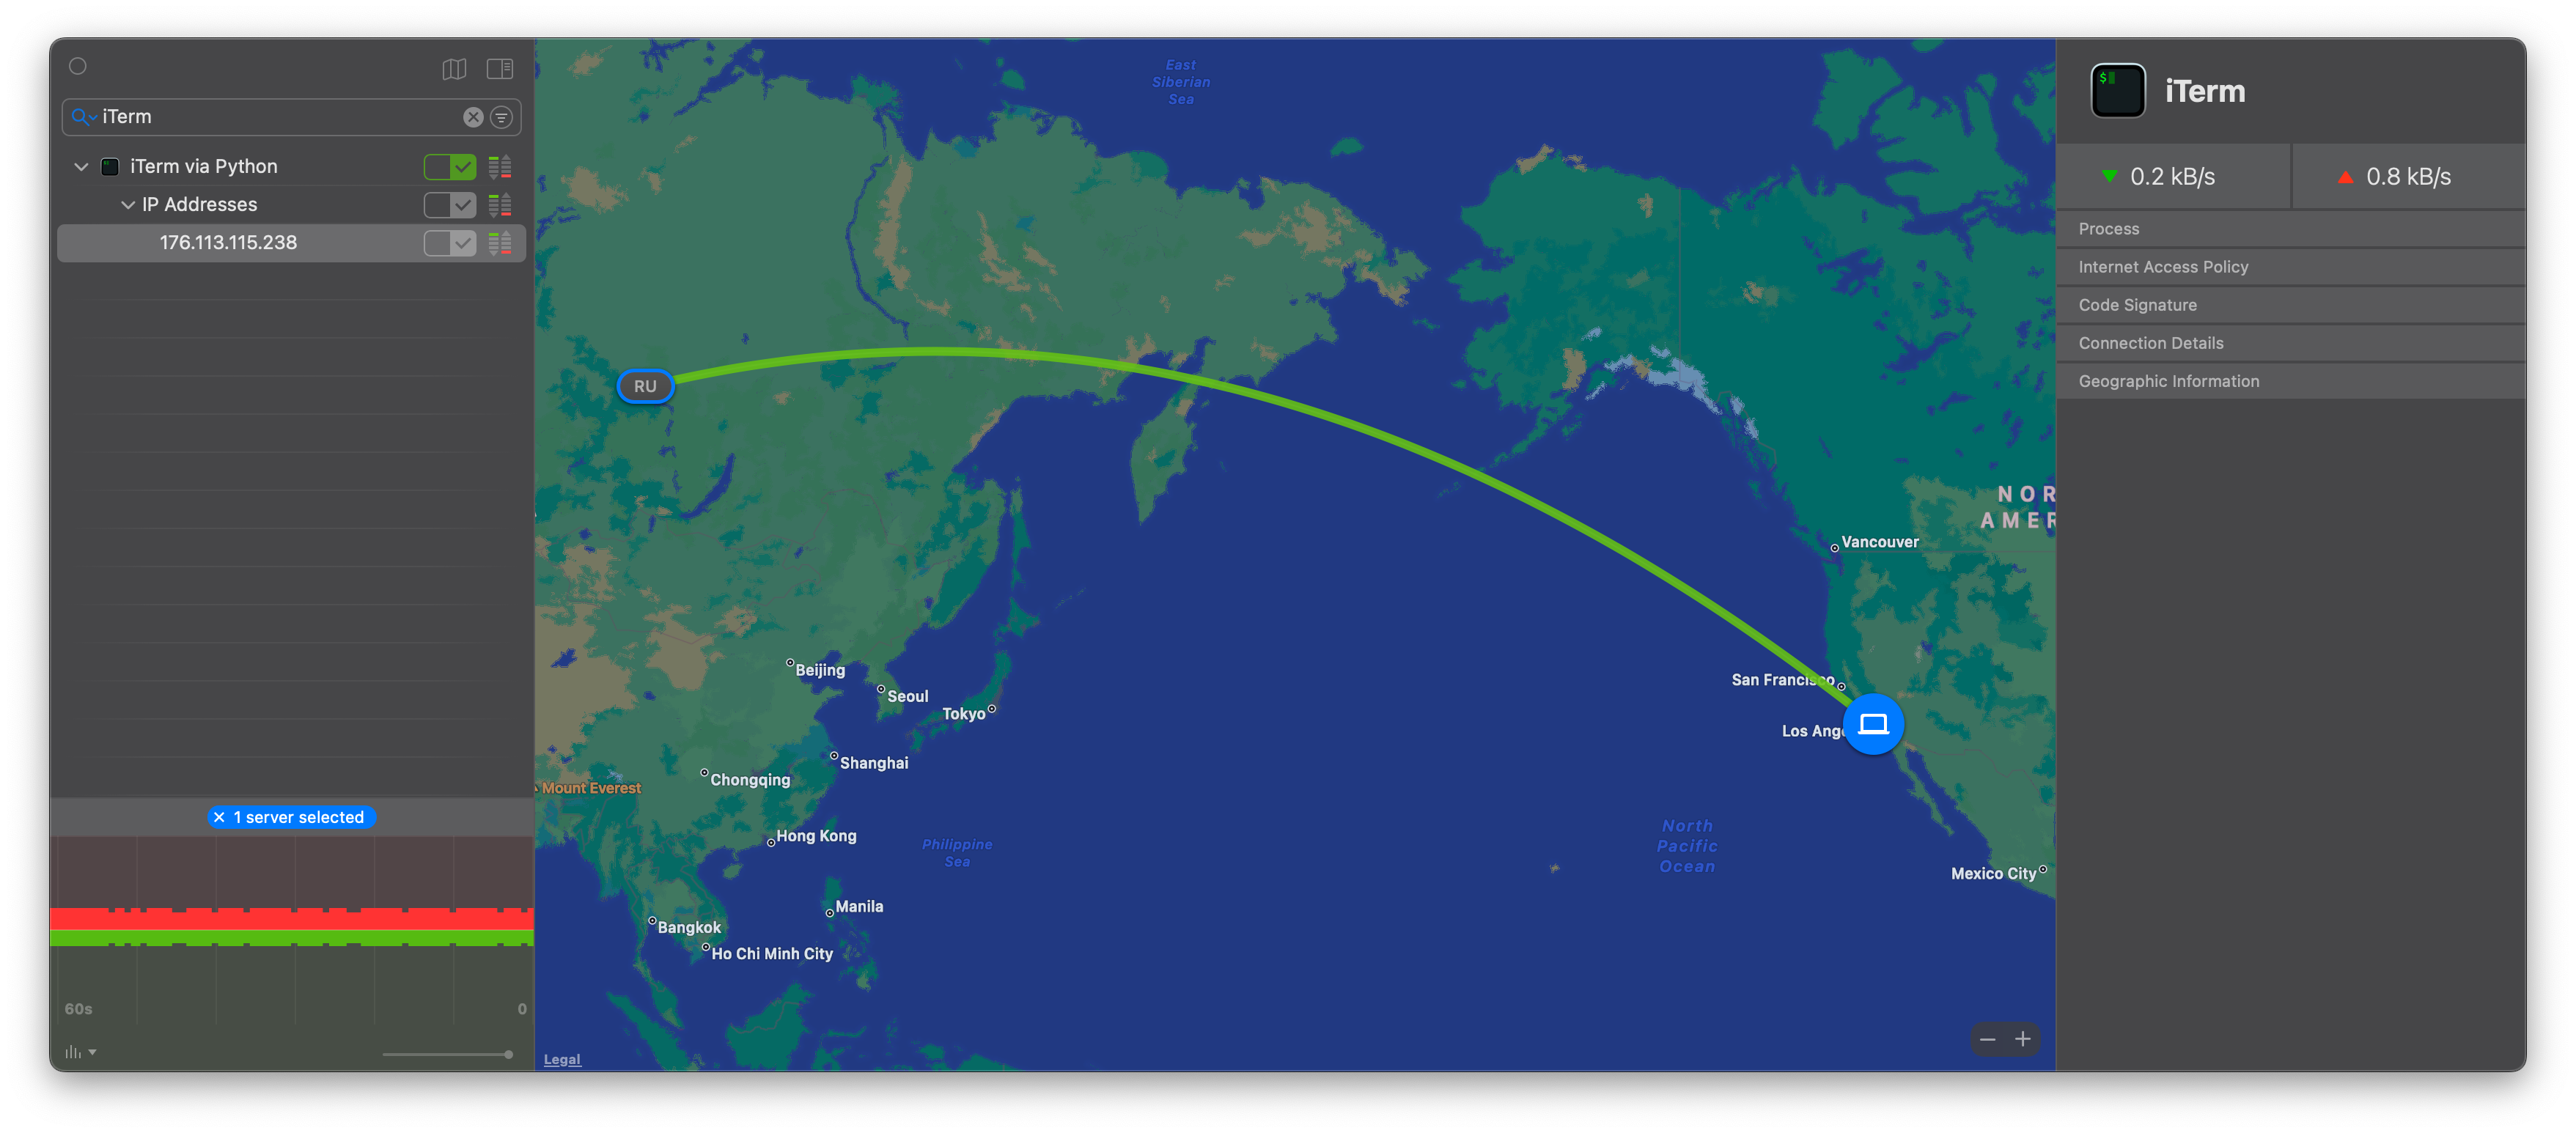 iTerm
iTerm via Python
IP Addresses
176.113.115.238
1 server selected
60s
0
East
Siberian
Sea
RU
NOR
AMER
Vancouver
San Francisco
Los Ange
Beijing
Seoul
Tokyo
Shanghai
Chongqing
Mount Everest
Hong Kong
Philippine
Sea
North
Pacific
Ocean
Mexico City
Manila
Bangkok
Ho Chi Minh City
Legal
$
iTerm
0.2 kB/s
0.8 kB/s
Process
Internet Access Policy
Code Signature
Connection Details
Geographic Information